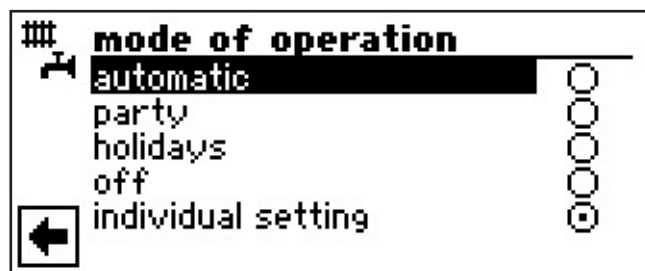 mode of operation
automatic
party
holidays
off
individual setting